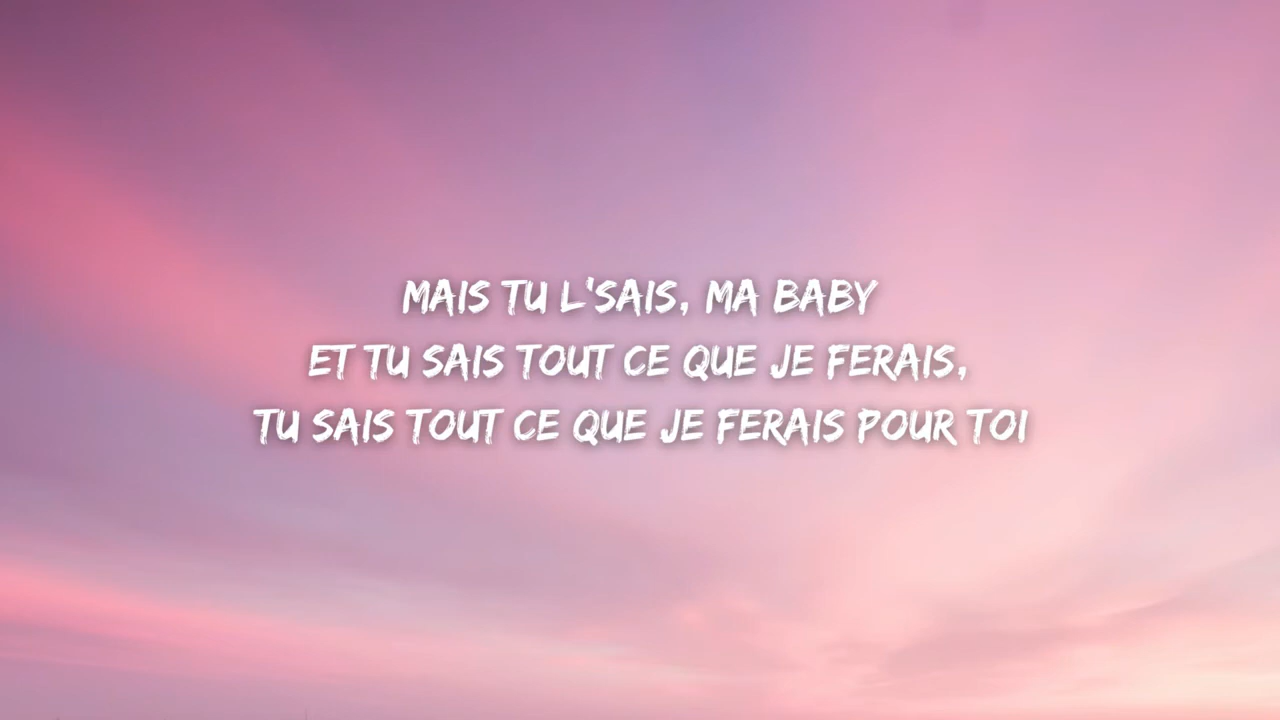 MAIS TU L'SAIS, MA BABY
ET TU SAIS TOUT CE QUE JE FERAIS,
TU SAIS TOUT CE QUE JE FERAIS POUR TOI